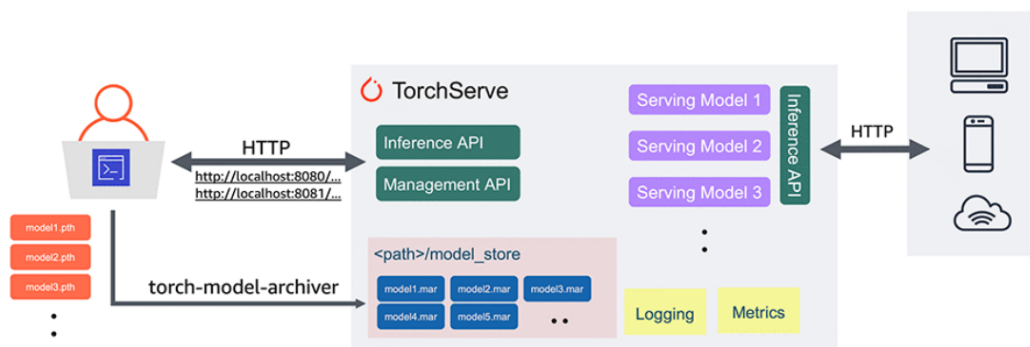 TorchServe
HTTP
http://localhost:8080/...
http://localhost:8081/...
Inference API
Management API
Serving Model 1
Serving Model 2
Serving Model 3
Inference API
HTTP
model1.pth
model2.pth
model3.pth
torch-model-archiver
<path>/model_store
model1.mar model2.mar model3.mar
model4.mar model5.mar
Logging
Metrics